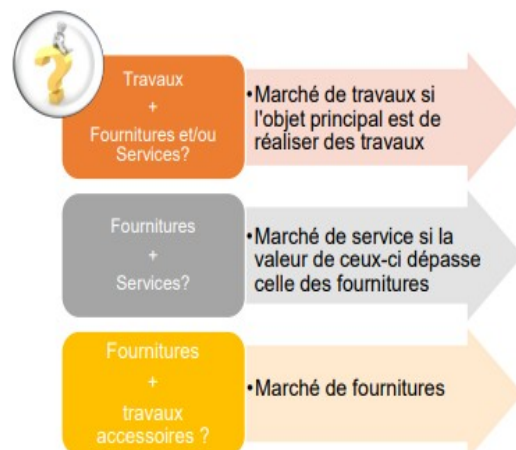 Travaux
+
Fournitures et/ou
Services?
•Marché de travaux si
l'objet principal est de
réaliser des travaux
Fournitures
+
Services?
•Marché de service si la
valeur de ceux-ci dépasse
celle des fournitures
Fournitures
+
travaux
accessoires ?
•Marché de fournitures